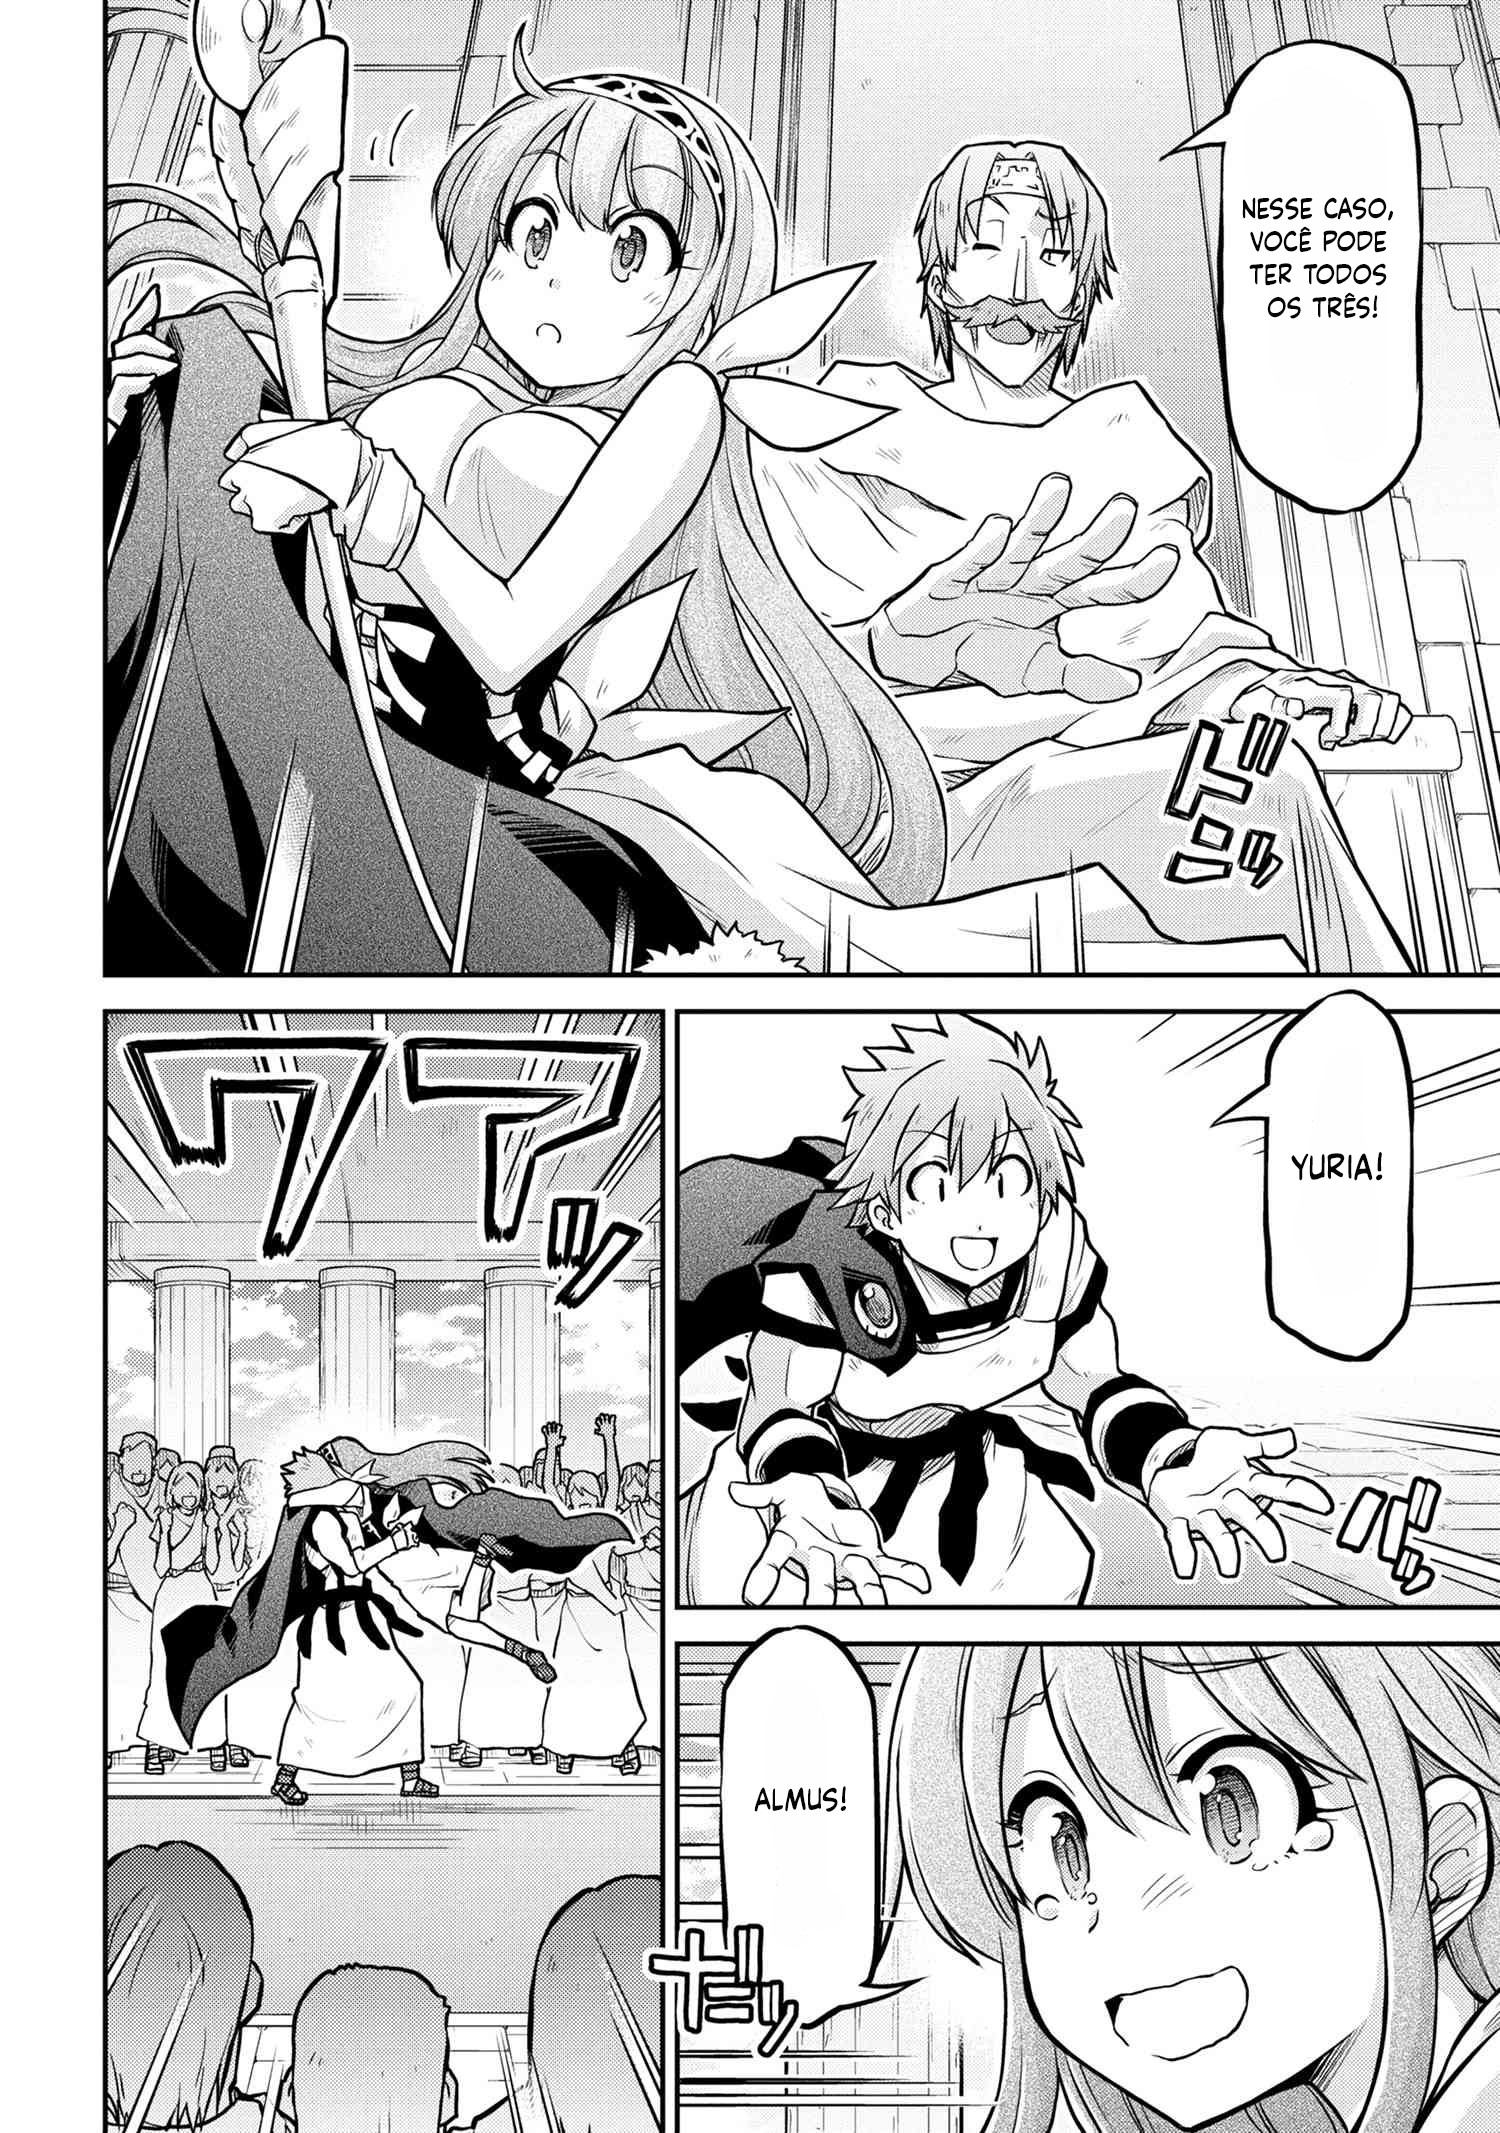 NESSE CASO,
VOCÊ PODE
TER TODOS
OS TRÊS!
ドンッ
YURIA!
バッ
ALMUS!
ダッ
ワアッ